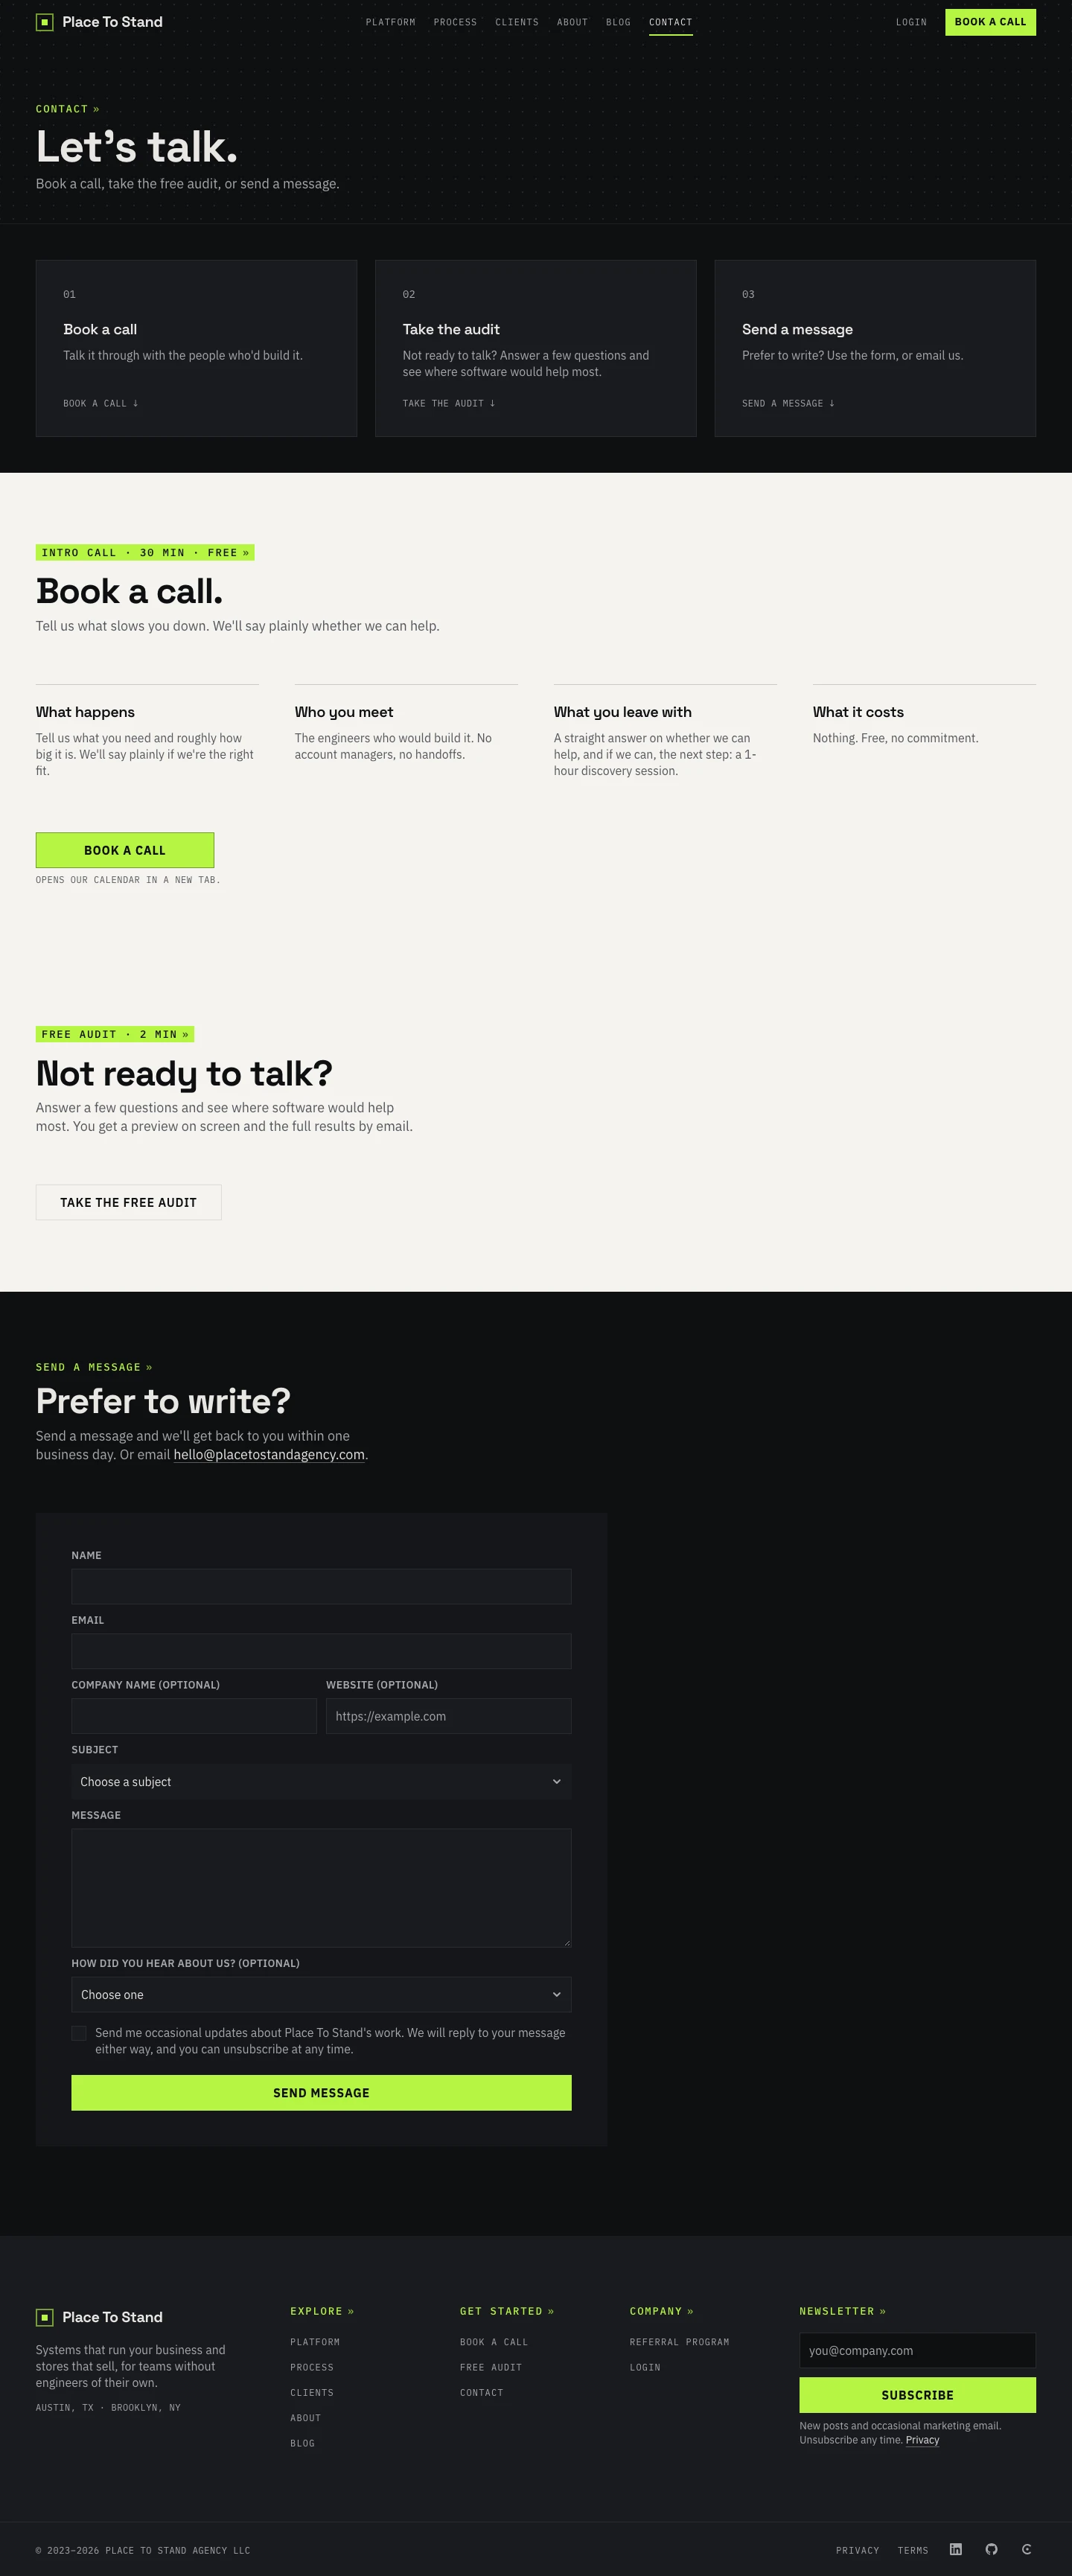 Place To Stand
PLATFORM PROCESS CLIENTS ABOUT BLOG CONTACT
LOGIN BOOK A CALL
CONTACT »
Let's talk.
Book a call, take the free audit, or send a message.
01
Book a call
Talk it through with the people who'd build it.
BOOK A CALL ↓
02
Take the audit
Not ready to talk? Answer a few questions and
see where software would help most.
TAKE THE AUDIT ↓
03
Send a message
Prefer to write? Use the form, or email us.
SEND A MESSAGE ↓
INTRO CALL · 30 MIN · FREE »
Book a call.
Tell us what slows you down. We'll say plainly whether we can help.
What happens
Tell us what you need and roughly how
big it is. We'll say plainly if we're the right
fit.
Who you meet
The engineers who would build it. No
account managers, no handoffs.
What you leave with
A straight answer on whether we can
help, and if we can, the next step: a 1-
hour discovery session.
What it costs
Nothing. Free, no commitment.
BOOK A CALL
OPENS OUR CALENDAR IN A NEW TAB.
FREE AUDIT · 2 MIN »
Not ready to talk?
Answer a few questions and see where software would help
most. You get a preview on screen and the full results by email.
TAKE THE FREE AUDIT
SEND A MESSAGE »
Prefer to write?
Send a message and we'll get back to you within one
business day. Or email hello@placetostandagency.com.
NAME
EMAIL
COMPANY NAME (OPTIONAL) WEBSITE (OPTIONAL)
https://example.com
SUBJECT
Choose a subject
MESSAGE
HOW DID YOU HEAR ABOUT US? (OPTIONAL)
Choose one
Send me occasional updates about Place To Stand's work. We will reply to your message
either way, and you can unsubscribe at any time.
SEND MESSAGE
Place To Stand
Systems that run your business and
stores that sell, for teams without
engineers of their own.
AUSTIN, TX · BROOKLYN, NY
EXPLORE »
PLATFORM
PROCESS
CLIENTS
ABOUT
BLOG
GET STARTED »
BOOK A CALL
FREE AUDIT
CONTACT
COMPANY »
REFERRAL PROGRAM
LOGIN
NEWSLETTER »
you@company.com
SUBSCRIBE
New posts and occasional marketing email.
Unsubscribe any time. Privacy
© 2023–2026 PLACE TO STAND AGENCY LLC
PRIVACY TERMS